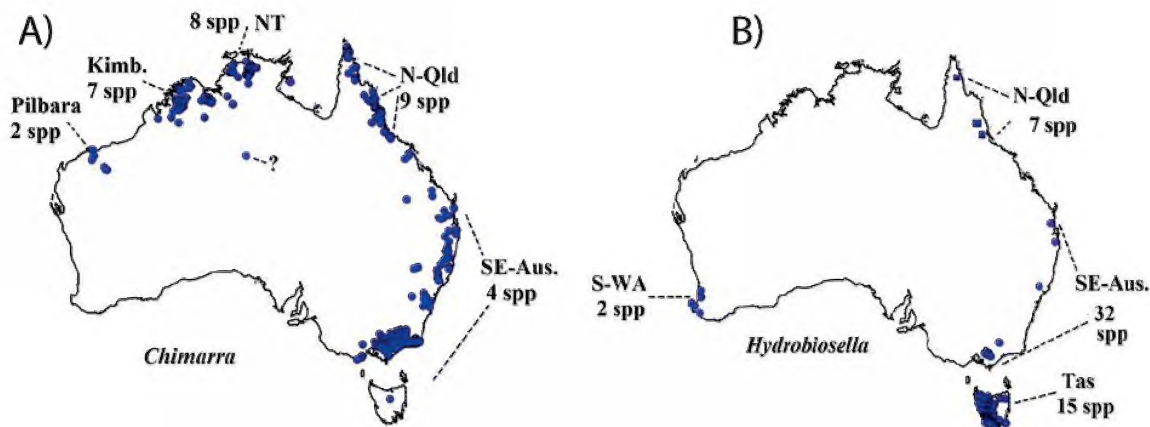 A)
8 spp NT
Kimb.
7 spp
Pilbara
2 spp
N-Qld
9 spp
?
SE-Aus.
4 spp
Chimarra
B)
N-Qld
7 spp
SE-Aus.
32
spp
S-WA
2 spp
Hydrobiosella
Tas
15 spp